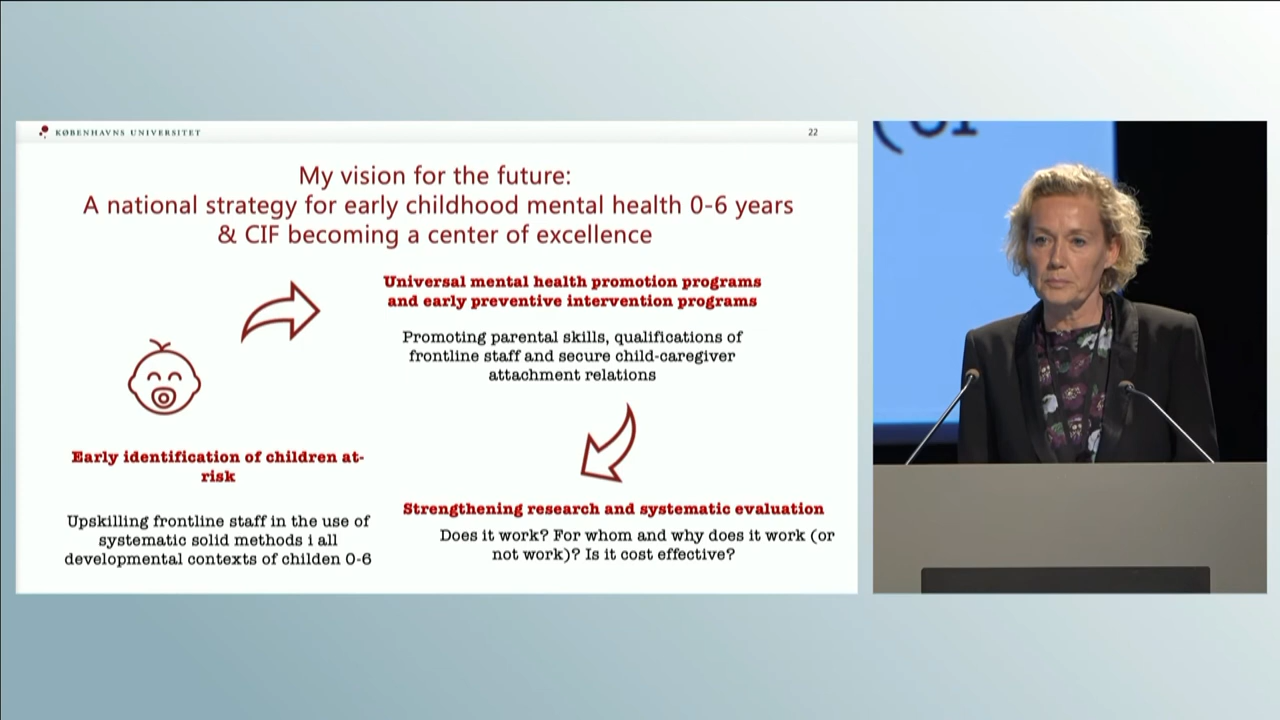 KØBENHAVNS UNIVERSITET
22
My vision for the future:
A national strategy for early childhood mental health 0-6 years
& CIF becoming a center of excellence
Universal mental health promotion programs
and early preventive intervention programs
Promoting parental skills, qualifications of
frontline staff and secure child-caregiver
attachment relations
Early identification of children at-
risk
Upskilling frontline staff in the use of
systematic solid methods i all
developmental contexts of childen 0-6
Strengthening research and systematic evaluation
Does it work? For whom and why does it work (or
not work)? Is it cost effective?
(or